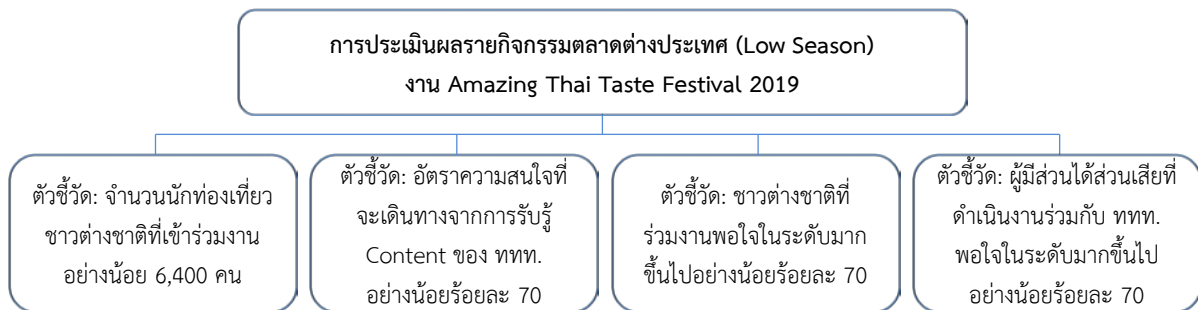 การประเมินผลรายกิจกรรมตลาดต่างประเทศ (Low Season)
งาน Amazing Thai Taste Festival 2019
ตัวชี้วัด: จำนวนนักท่องเที่ยว
ชาวต่างชาติที่เข้าร่วมงาน
อย่างน้อย 6,400 คน
ตัวชี้วัด: อัตราความสนใจที่
จะเดินทางจากการรับรู้
Content ของ ททท.
อย่างน้อยร้อยละ 70
ตัวชี้วัด: ชาวต่างชาติที่
ร่วมงานพอใจในระดับมาก
ขึ้นไปอย่างน้อยร้อยละ 70
ตัวชี้วัด: ผู้มีส่วนได้ส่วนเสียที่
ดำเนินงานร่วมกับ ททท.
พอใจในระดับมากขึ้นไป
อย่างน้อยร้อยละ 70